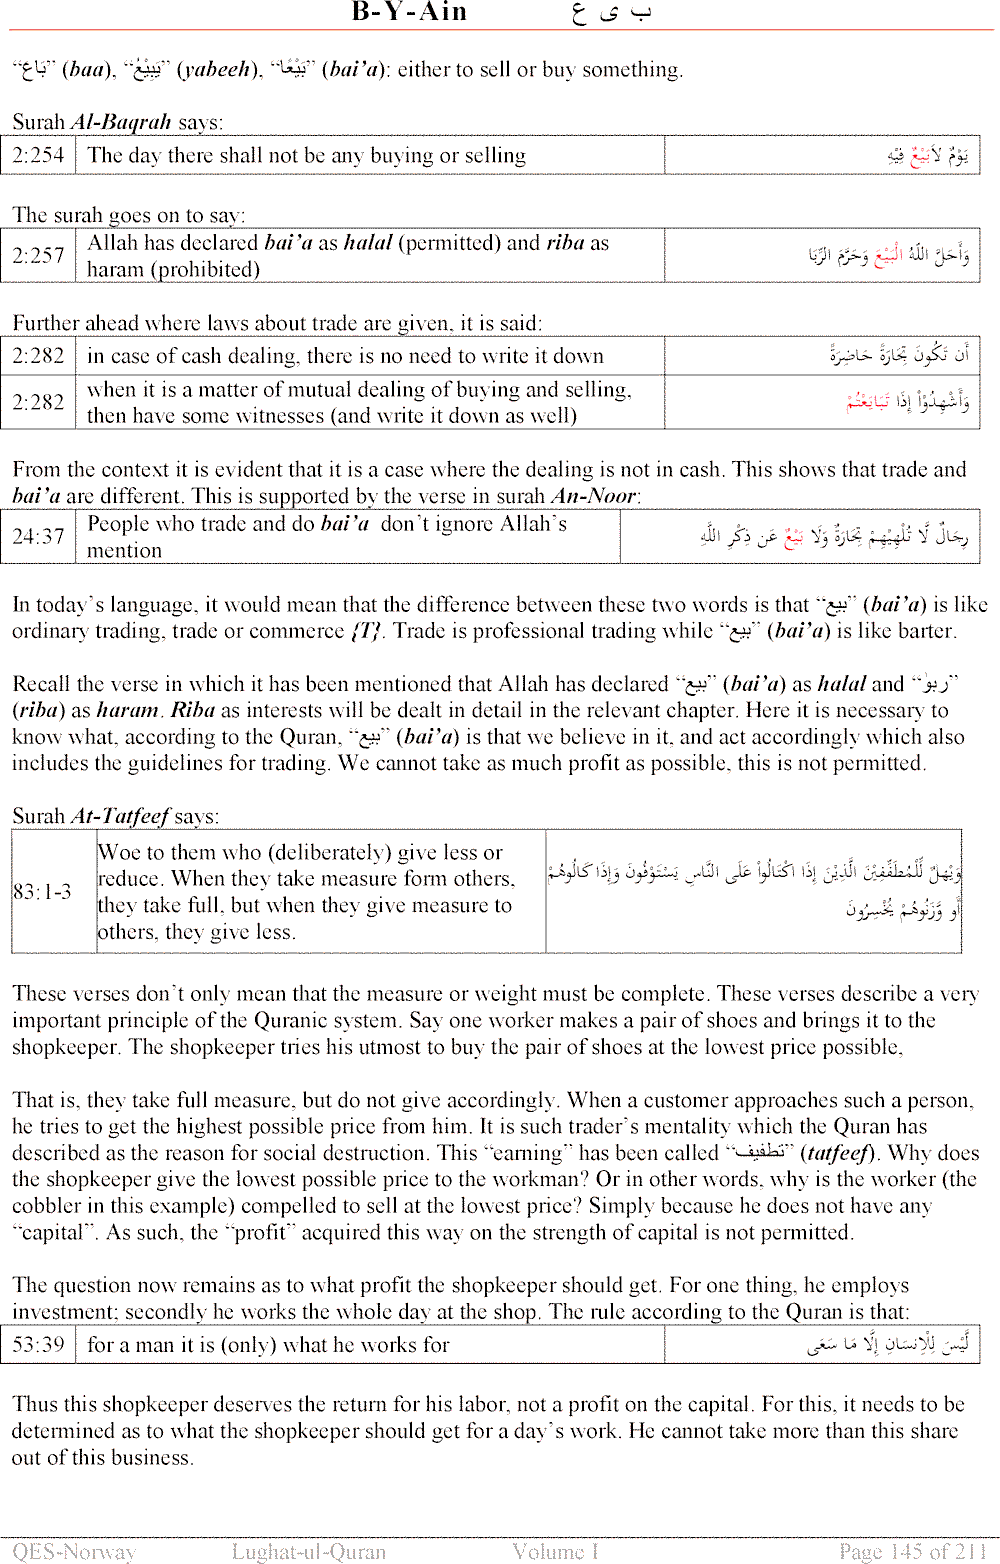 B-Y-Ain ب ی ع
“بَاعَ” (baa), “يَبِيْعُ” (yabeeh), “بَيْعًا” (bai’a): either to sell or buy something.
Surah Al-Baqrah says:
2:254 The day there shall not be any buying or selling يَوْمٌ لاَبَيْعٌ فِيْهِ
The surah goes on to say:
2:257 Allah has declared bai’a as halal (permitted) and riba as وَأَحَلَّ اللّهُ الْبَيْعَ وَحَرَّمَ الرِّبَا
haram (prohibited)
Further ahead where laws about trade are given, it is said:
2:282 in case of cash dealing, there is no need to write it down أَن تَكُونَ تِجَارَةً حَاضِرَةً
2:282 when it is a matter of mutual dealing of buying and selling, وَأَشْهِدُوْاْ إِذَا تَبَايَعْتُمْ
then have some witnesses (and write it down as well)
From the context it is evident that it is a case where the dealing is not in cash. This shows that trade and
bai’a are different. This is supported by the verse in surah An-Noor:
24:37 People who trade and do bai’a don’t ignore Allah’s رِجَالٌ لَّا تُلْهِيْهِمْ تِجَارَةٌ وَلَا بَيْعٌ عَن ذِكْرِ اللَّهِ
mention
In today’s language, it would mean that the difference between these two words is that “بیع” (bai’a) is like
ordinary trading, trade or commerce {T}. Trade is professional trading while “بیع” (bai’a) is like barter.
Recall the verse in which it has been mentioned that Allah has declared “بیع” (bai’a) as halal and “ربوٰ”
(riba) as haram. Riba as interests will be dealt in detail in the relevant chapter. Here it is necessary to
know what, according to the Quran, “بیع” (bai’a) is that we believe in it, and act accordingly which also
includes the guidelines for trading. We cannot take as much profit as possible, this is not permitted.
Surah At-Tatfeef says:
83:1-3 Woe to them who (deliberately) give less or
reduce. When they take measure form others, وَيْهلٌ لِّلْمُطَفِّفِيْنَ الَّذِيْنَ إِذَا اكْتَالُواْ عَلَى النَّاسِ يَسْتَوْفُونَ وَإِذَا كَالُوهُمْ
they take full, but when they give measure to أَو وَّزَنُوهُمْ يُخْسِرُونَ
others, they give less.
These verses don’t only mean that the measure or weight must be complete. These verses describe a very
important principle of the Quranic system. Say one worker makes a pair of shoes and brings it to the
shopkeeper. The shopkeeper tries his utmost to buy the pair of shoes at the lowest price possible,
That is, they take full measure, but do not give accordingly. When a customer approaches such a person,
he tries to get the highest possible price from him. It is such trader’s mentality which the Quran has
described as the reason for social destruction. This “earning” has been called “تطفیف” (tatfeef). Why does
the shopkeeper give the lowest possible price to the workman? Or in other words, why is the worker (the
cobbler in this example) compelled to sell at the lowest price? Simply because he does not have any
“capital”. As such, the “profit” acquired this way on the strength of capital is not permitted.
The question now remains as to what profit the shopkeeper should get. For one thing, he employs
investment; secondly he works the whole day at the shop. The rule according to the Quran is that:
53:39 for a man it is (only) what he works for لَّيْسَ لِلْاِنسَانِ إِلَّا مَا سَعَى
Thus this shopkeeper deserves the return for his labor, not a profit on the capital. For this, it needs to be
determined as to what the shopkeeper should get for a day’s work. He cannot take more than this share
out of this business.
QES-Norway Lughat-ul-Quran Volume I Page 145 of 211